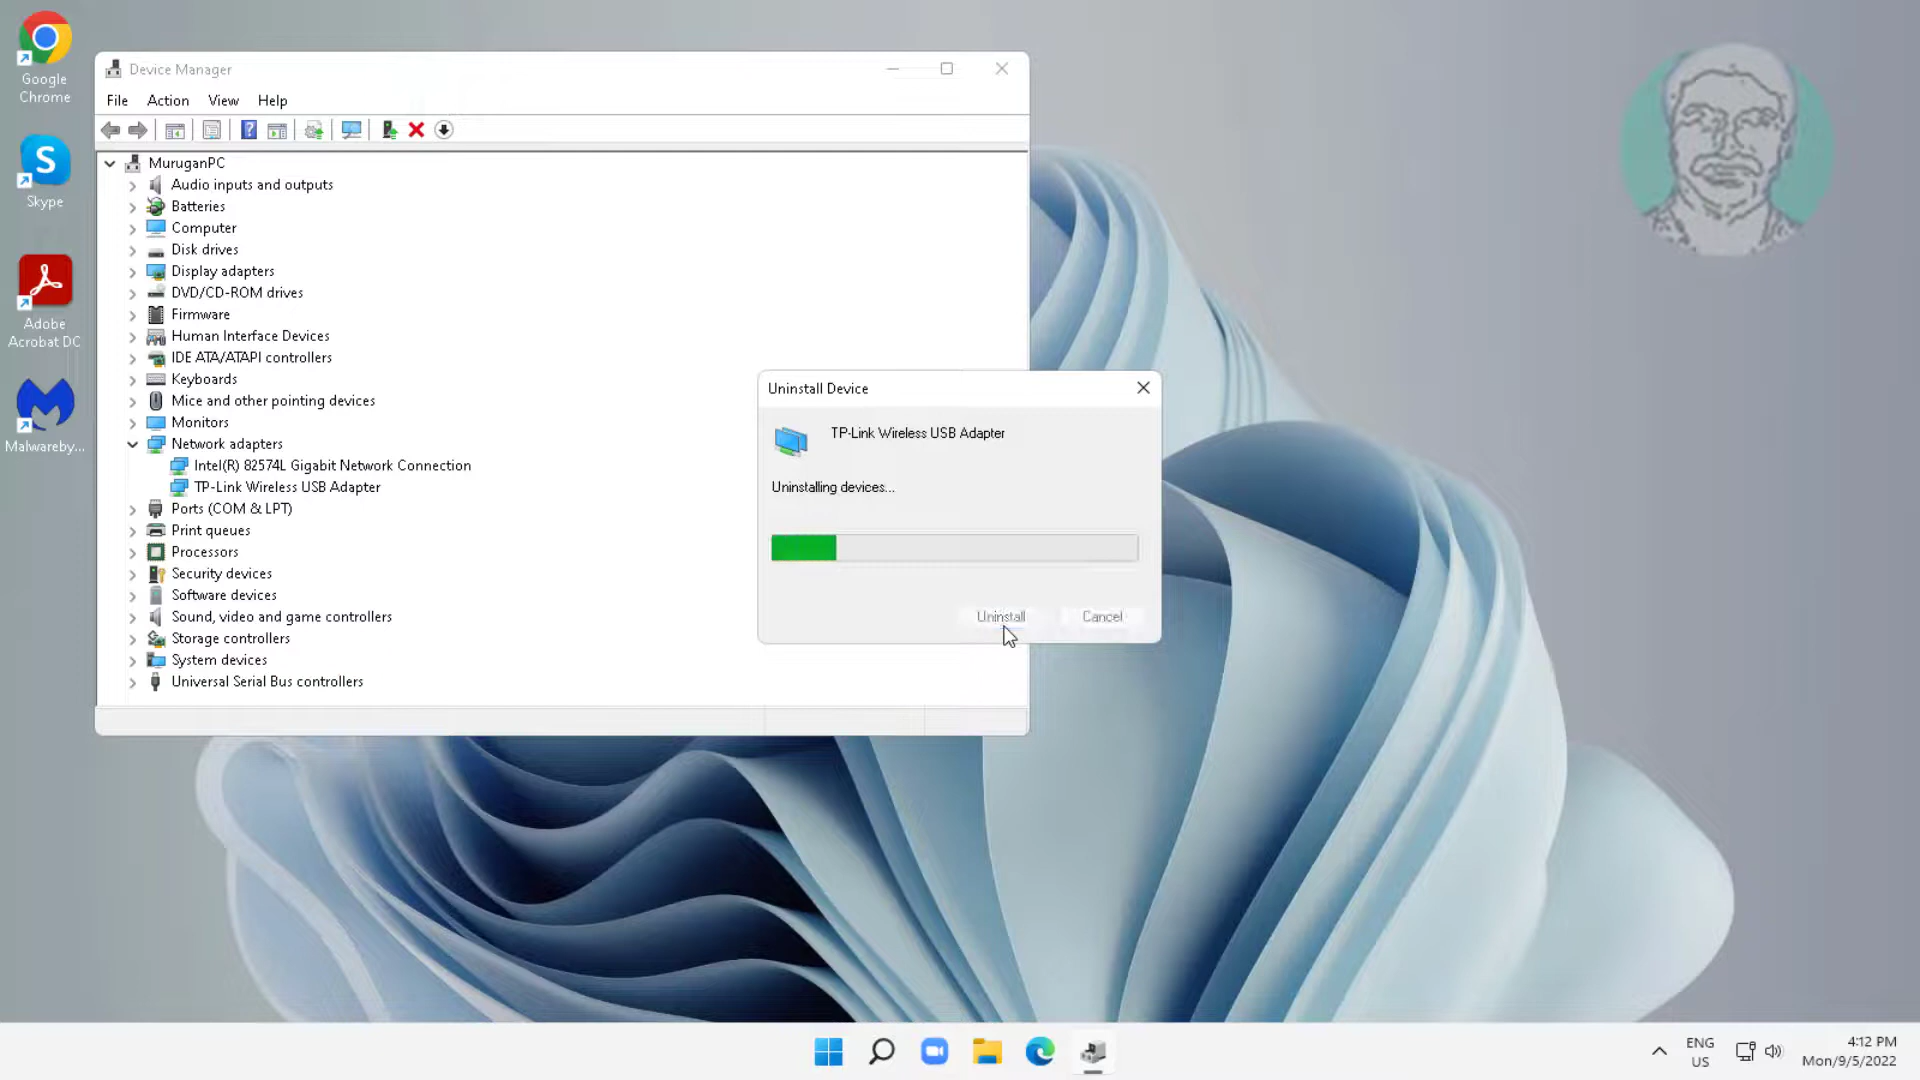 Google
Chrome
Skype
Adobe
Acrobat DC
Malwareby...
Device Manager
File Action View Help
MuruganPC
Audio inputs and outputs
Batteries
Computer
Disk drives
Display adapters
DVD/CD-ROM drives
Firmware
Human Interface Devices
IDE ATA/ATAPI controllers
Keyboards
Mice and other pointing devices
Monitors
Network adapters
Intel(R) 82574L Gigabit Network Connection
TP-Link Wireless USB Adapter
Ports (COM & LPT)
Print queues
Processors
Security devices
Software devices
Sound, video and game controllers
Storage controllers
System devices
Universal Serial Bus controllers
Uninstall Device
TP-Link Wireless USB Adapter
Uninstalling devices...
Uninstall Cancel
ENG
US
4:12 PM
Mon/9/5/2022